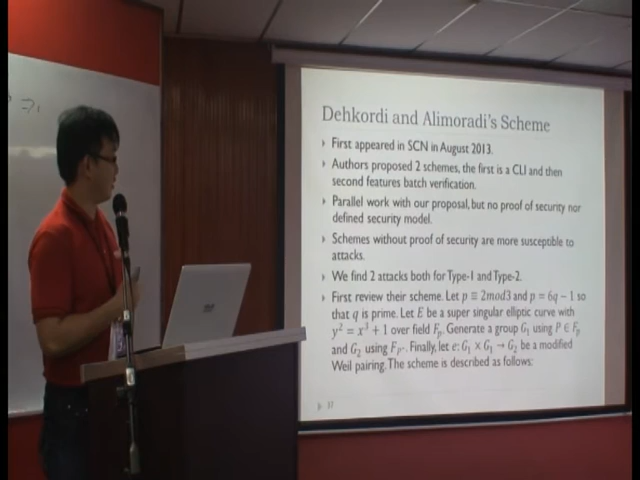 Dehkordi and Alimoradi's Scheme
First appeared in SCN in August 2013.
Authors proposed 2 schemes, the first is a CLI and then
second features batch verification.
Parallel work with our proposal, but no proof of security nor
defined security model.
Schemes without proof of security are more susceptible to
attacks.
We find 2 attacks both for Type-1 and Type-2.
First review their scheme. Let p ≡ 2mod3 and p = 6q − 1 so
that q is prime. Let E be a super singular elliptic curve with
y² = x³ + 1 over field Fₚ. Generate a group G₁ using P ∈ Fₚ
and G₂ using Fₚ. Finally, let e: G₁ × G₁ → G₂ be a modified
Weil pairing. The scheme is described as follows: